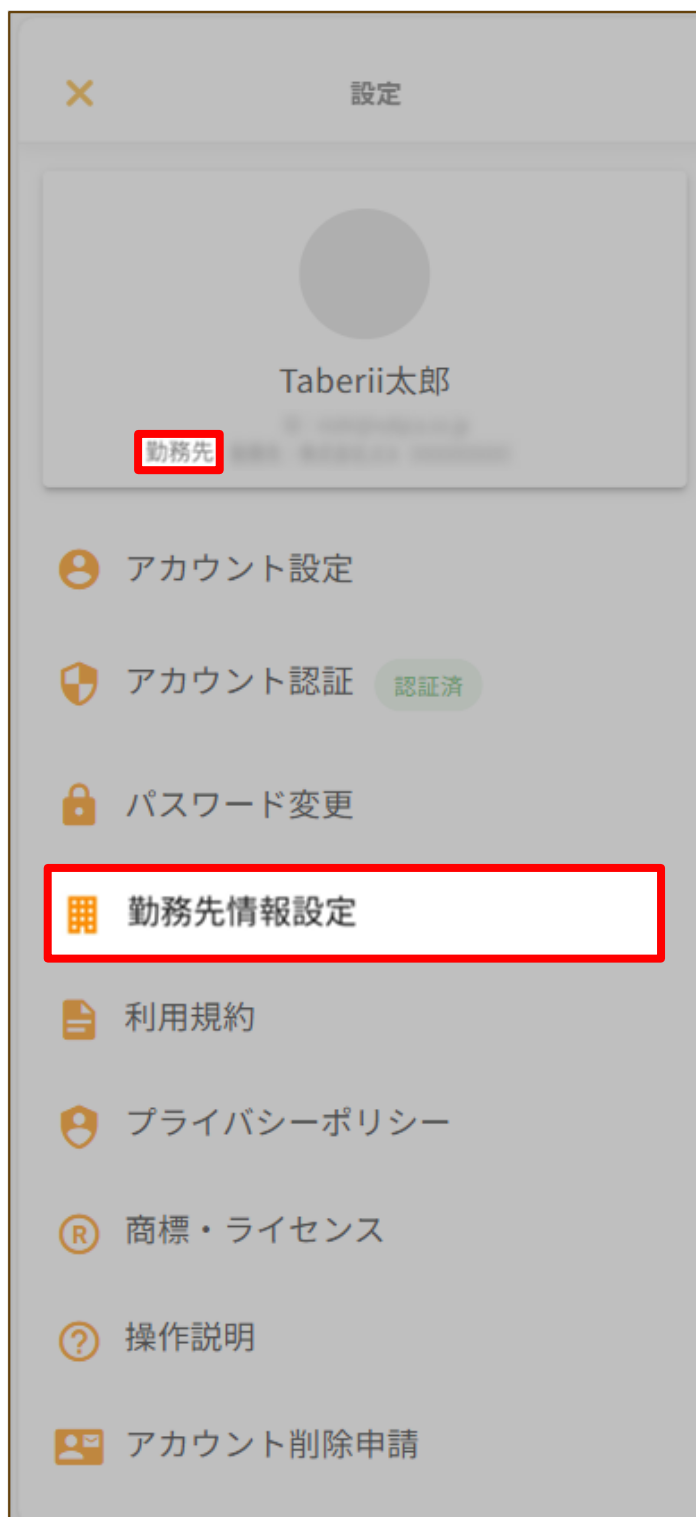 設定
Taberii太郎
勤務先
アカウント設定
アカウント認証 認証済
パスワード変更
勤務先情報設定
利用規約
プライバシーポリシー
商標・ライセンス
操作説明
アカウント削除申請